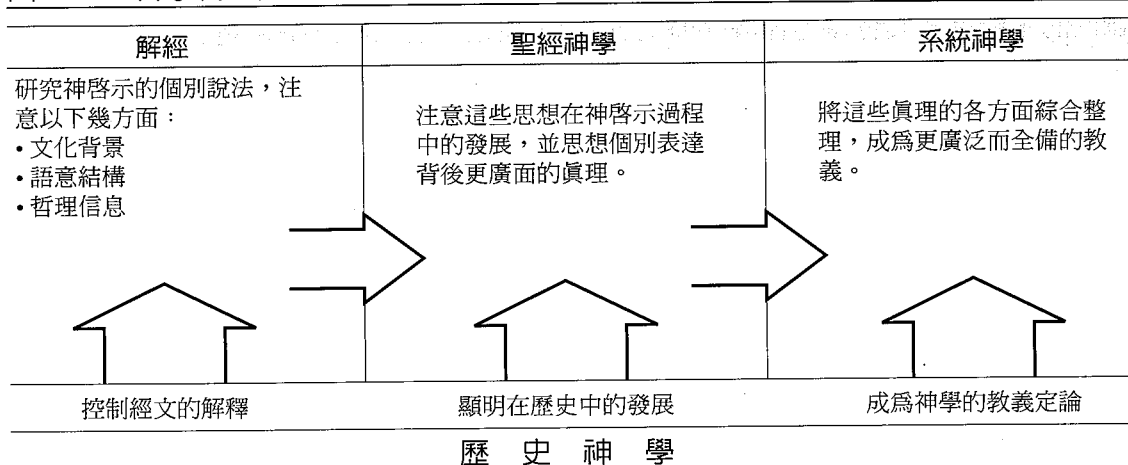 解經
聖經神學
系統神學
研究神啓示的個別說法,注
意以下幾方面:
•文化背景
•語意結構
•哲理信息
注意這些思想在神啓示過程
中的發展,並思想個別表達
背後更廣面的眞理。
將這些眞理的各方面綜合整
理,成爲更廣泛而全備的教
義。
控制經文的解釋
顯明在歷史中的發展
成爲神學的教義定論
歷史神學